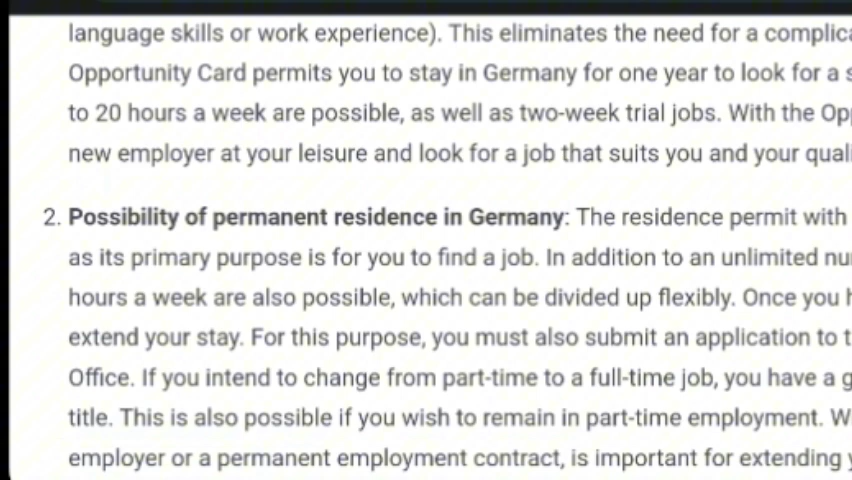 language skills or work experience). This eliminates the need for a
Opportunity Card permits you to stay in Germany for one year to look for a
to 20 hours a week are possible, as well as two-week trial jobs. With the
new employer at your leisure and look for a job that suits you and your
2. Possibility of permanent residence in Germany: The residence permit with
as its primary purpose is for you to find a job. In addition to an unlimited
hours a week are also possible, which can be divided up flexibly. Once you
extend your stay. For this purpose, you must also submit an application to
Office. If you intend to change from part-time to a full-time job, you have a
title. This is also possible if you wish to remain in part-time employment.
employer or a permanent employment contract, is important for extending